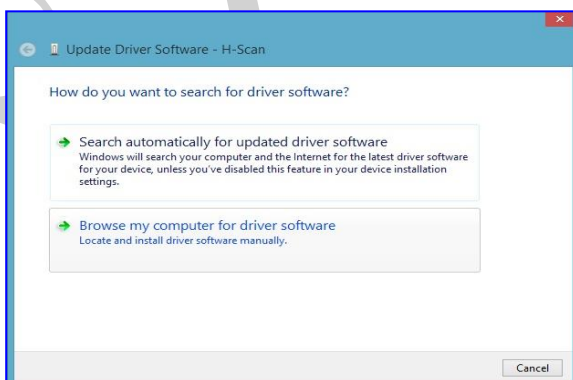 Update Driver Software - H-Scan
How do you want to search for driver software?
Search automatically for updated driver software
Windows will search your computer and the Internet for the latest driver software
for your device, unless you've disabled this feature in your device installation
settings.
Browse my computer for driver software
Locate and install driver software manually.
Cancel